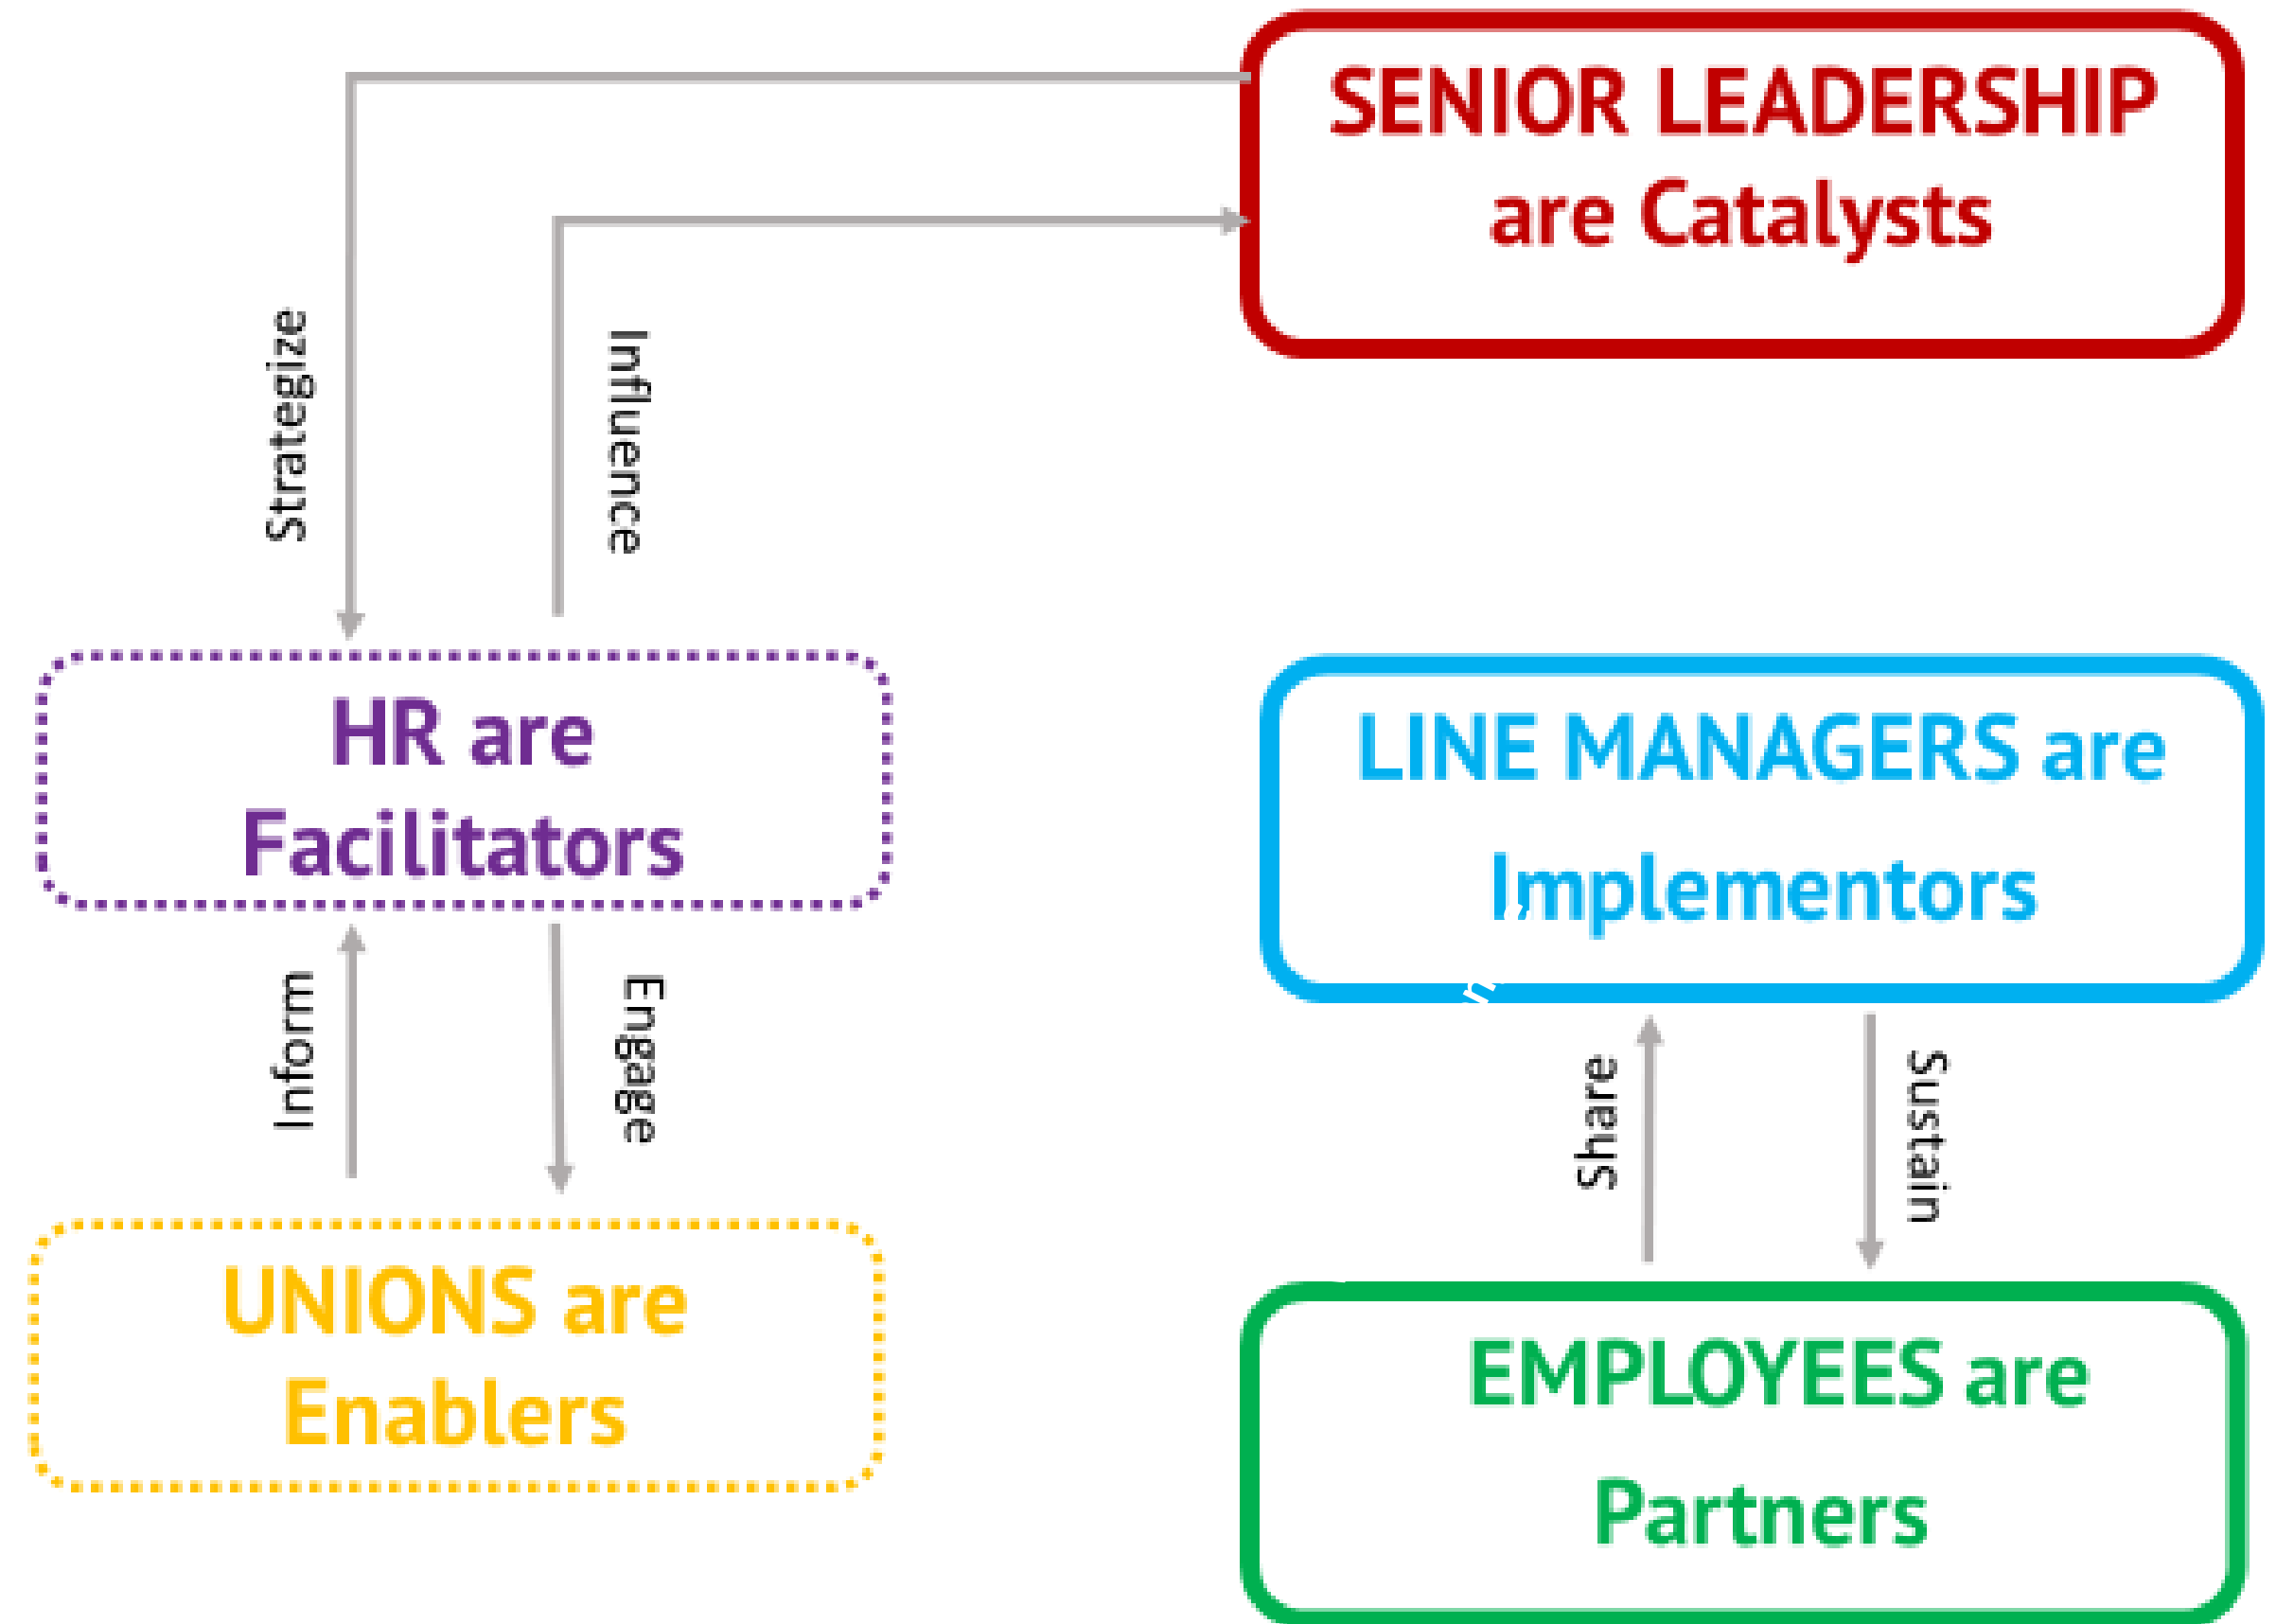 SENIOR LEADERSHIP
are Catalysts
Strategize
Influence
HR are
Facilitators
LINE MANAGERS are
Implementors
Inform
Engage
Share
Sustain
UNIONS are
Enablers
EMPLOYEES are
Partners